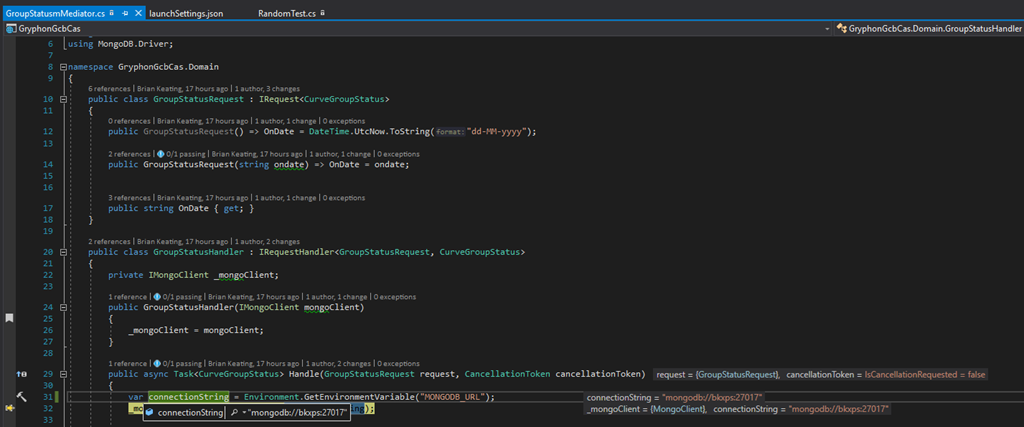 GroupStatusmMediator.cs launchSettings.json RandomTest.cs
GryphonGcbCas GryphonGcbCas.Domain.GroupStatusHandler
6 using MongoDB.Driver;
7
8 namespace GryphonGcbCas.Domain
9 {
6 references | Brian Keating, 17 hours ago | 1 author, 3 changes
10 public class GroupStatusRequest : IRequest<CurveGroupStatus>
11 {
0 references | Brian Keating, 17 hours ago | 1 author, 1 change | 0 exceptions
12 public GroupStatusRequest() => OnDate = DateTime.UtcNow.ToString(format:"dd-MM-yyyy");
13
2 references | 0/1 passing | Brian Keating, 17 hours ago | 1 author, 1 change | 0 exceptions
14 public GroupStatusRequest(string ondate) => OnDate = ondate;
15
16
3 references | Brian Keating, 17 hours ago | 1 author, 1 change | 0 exceptions
17 public string OnDate { get; }
18 }
19
2 references | Brian Keating, 17 hours ago | 1 author, 2 changes
20 public class GroupStatusHandler : IRequestHandler<GroupStatusRequest, CurveGroupStatus>
21 {
22 private IMongoClient _mongoClient;
23
1 reference | 0/1 passing | Brian Keating, 17 hours ago | 1 author, 1 change | 0 exceptions
24 public GroupStatusHandler(IMongoClient mongoClient)
25 {
26 _mongoClient = mongoClient;
27 }
28
1 reference | 0/1 passing | Brian Keating, 17 hours ago | 1 author, 2 changes | 0 exceptions
29 public async Task<CurveGroupStatus> Handle(GroupStatusRequest request, CancellationToken cancellationToken) request = {GroupStatusRequest}, cancellationToken = IsCancellationRequested = false
30 {
31 var connectionString = Environment.GetEnvironmentVariable("MONGODB_URL"); connectionString = "mongodb://bkxps:27017"
32 _mo ); _mongoClient = {MongoClient}, connectionString = "mongodb://bkxps:27017"
connectionString "mongodb://bkxps:27017"
33